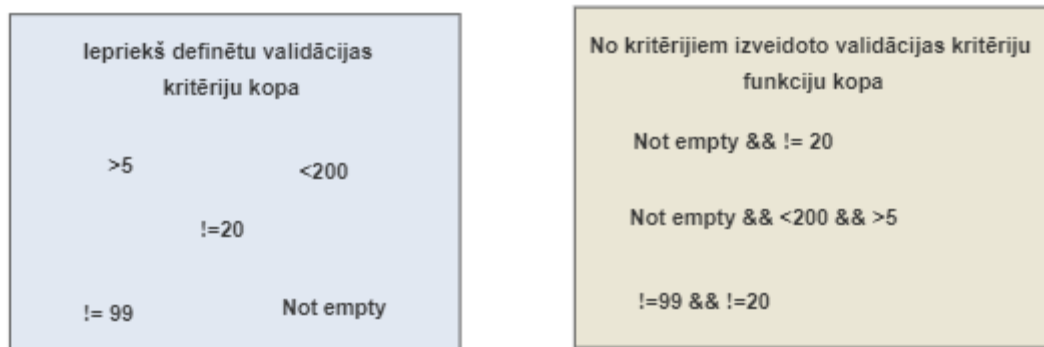 Iepriekš definētu validācijas
kritēriju kopa
>5
<200
!=20
!= 99
Not empty
No kritērijiem izveidoto validācijas kritēriju
funkciju kopa
Not empty && != 20
Not empty && <200 && >5
!=99 && !=20